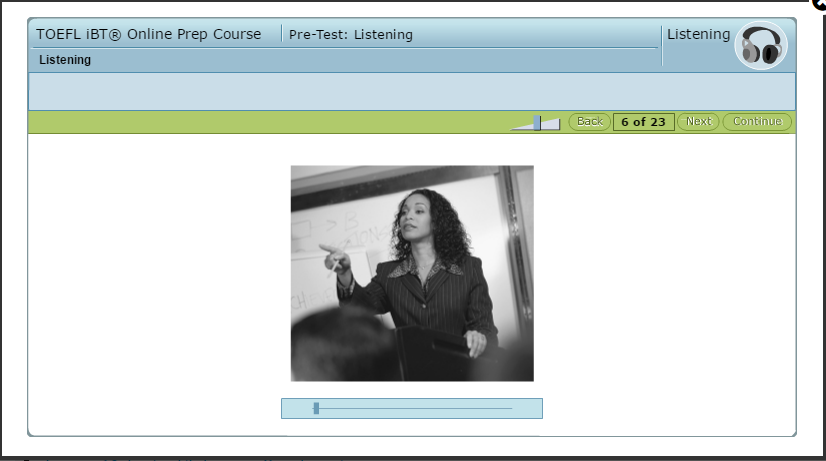 TOEFL iBT® Online Prep Course
Pre-Test: Listening
Listening
Listening
Back
6 of 23
Next
Continue
> B